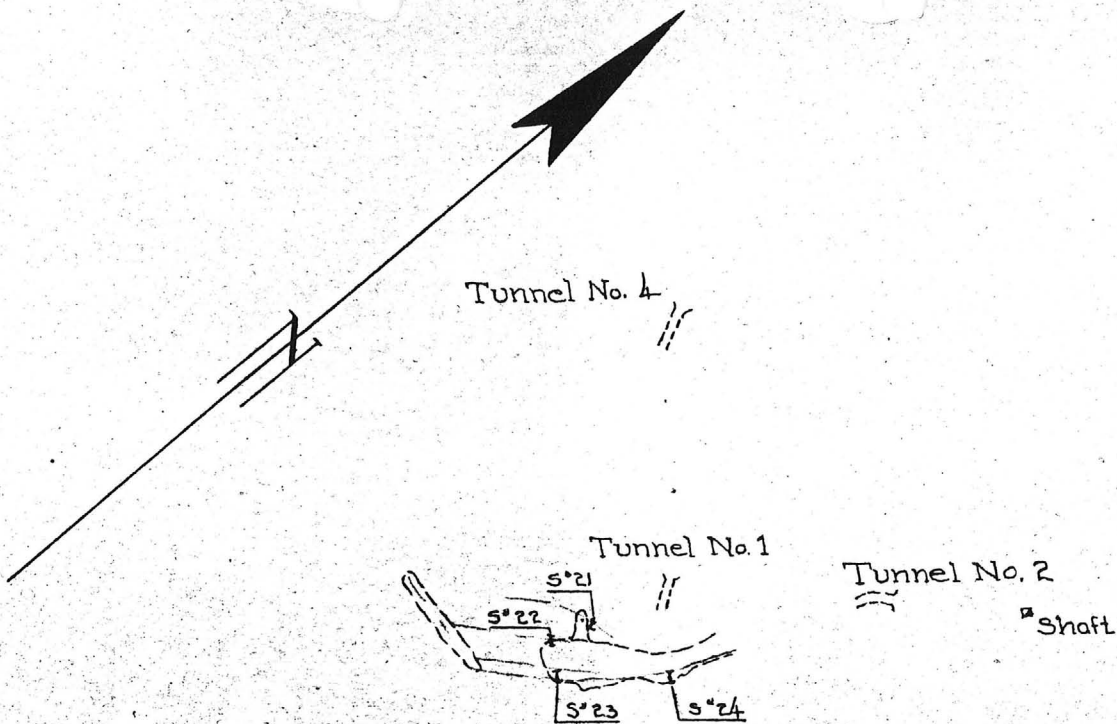 N
Tunnel No. 4
Tunnel No. 1
Tunnel No. 2
Shaft
S#21
S#22
S#23
S#24